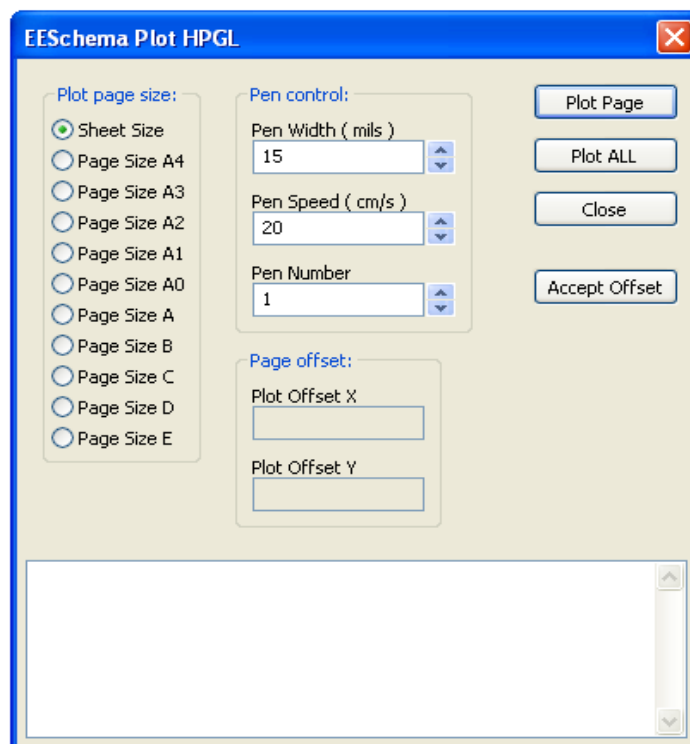 EESchema Plot HPGL
Plot page size:
Sheet Size
Page Size A4
Page Size A3
Page Size A2
Page Size A1
Page Size A0
Page Size A
Page Size B
Page Size C
Page Size D
Page Size E
Pen control:
Pen Width ( mils )
15
Pen Speed ( cm/s )
20
Pen Number
1
Page offset:
Plot Offset X
Plot Offset Y
Plot Page
Plot ALL
Close
Accept Offset